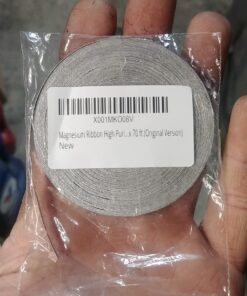 X001MKO08V
Magnesium Ribbon High Puri...x 70 ft (Original Version)
New